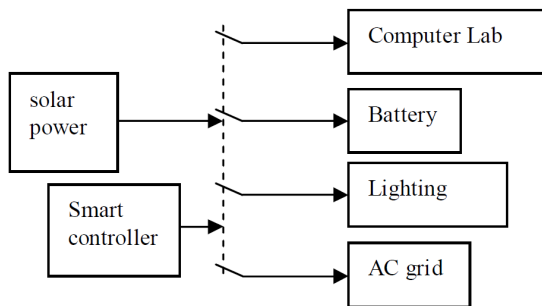 Computer Lab
solar
power
Battery
Lighting
Smart
controller
AC grid